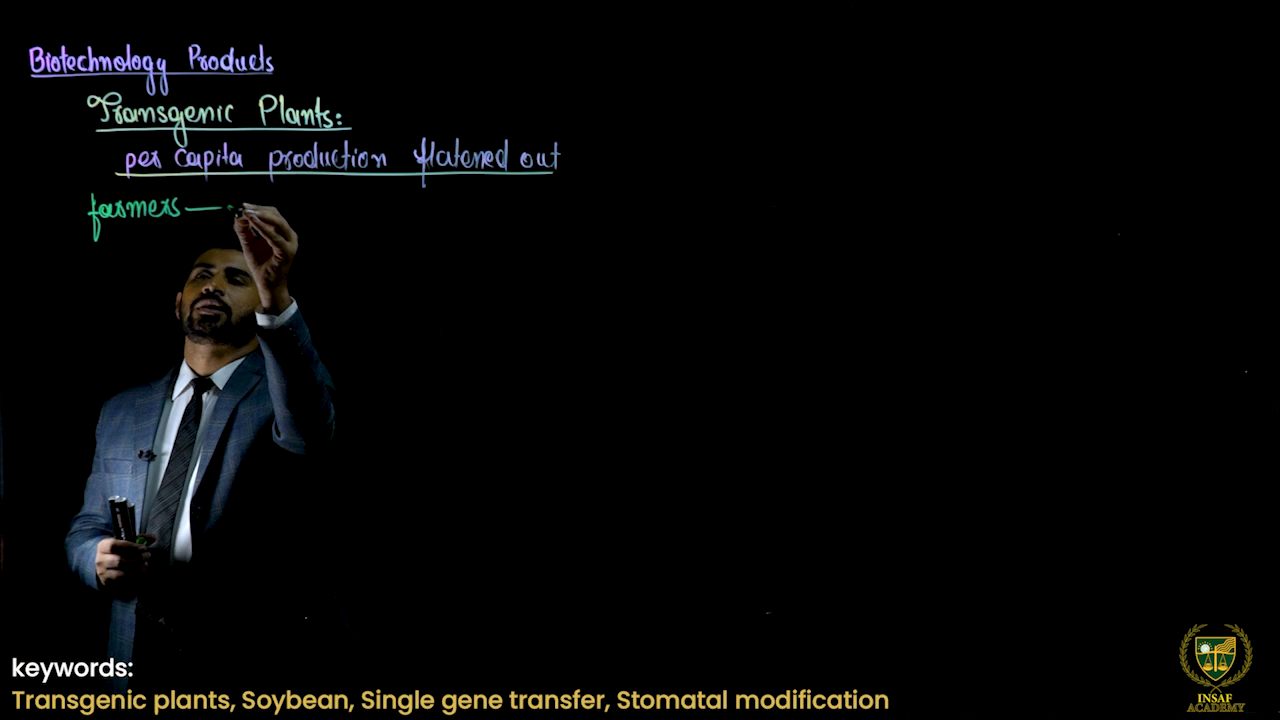 Biotechnology Products
Transgenic Plants:
per capita production flatened out
farmers —
keywords:
Transgenic plants, Soybean, Single gene transfer, Stomatal modification
INSAF
ACADEMY